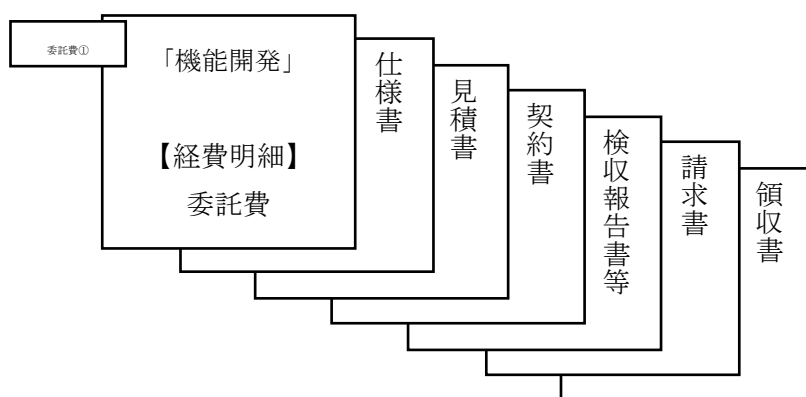 委託費①
「機能開発」
【経費明細】
委託費
仕様書
見積書
契約書
検収報告書等
請求書
領収書